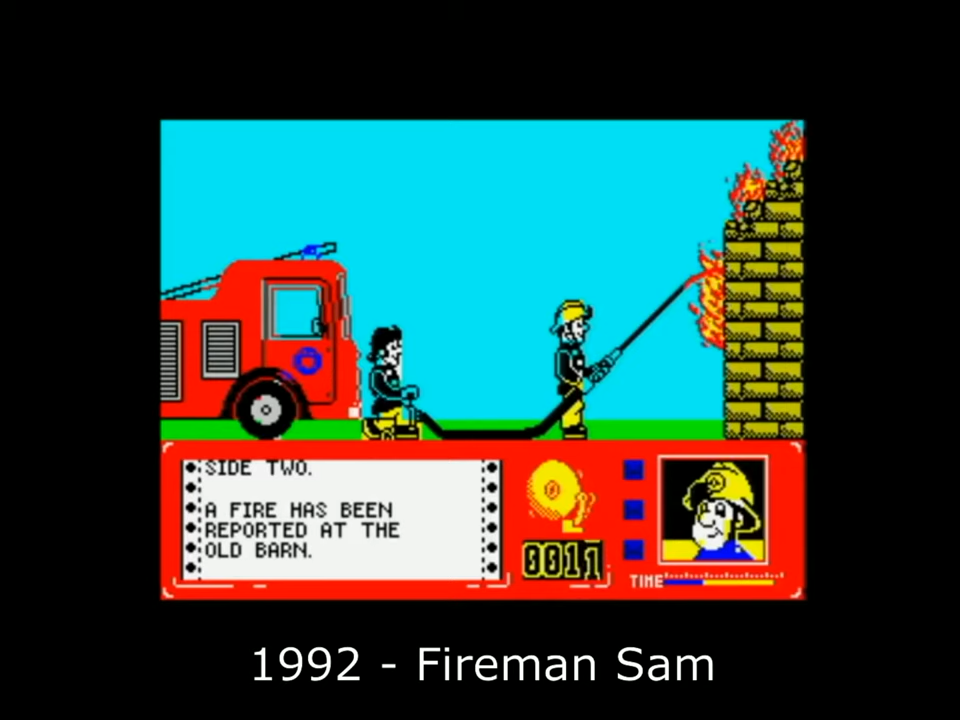 SIDE TWO.
A FIRE HAS BEEN
REPORTED AT THE
OLD BARN.
0011
TIME
1992 - Fireman Sam